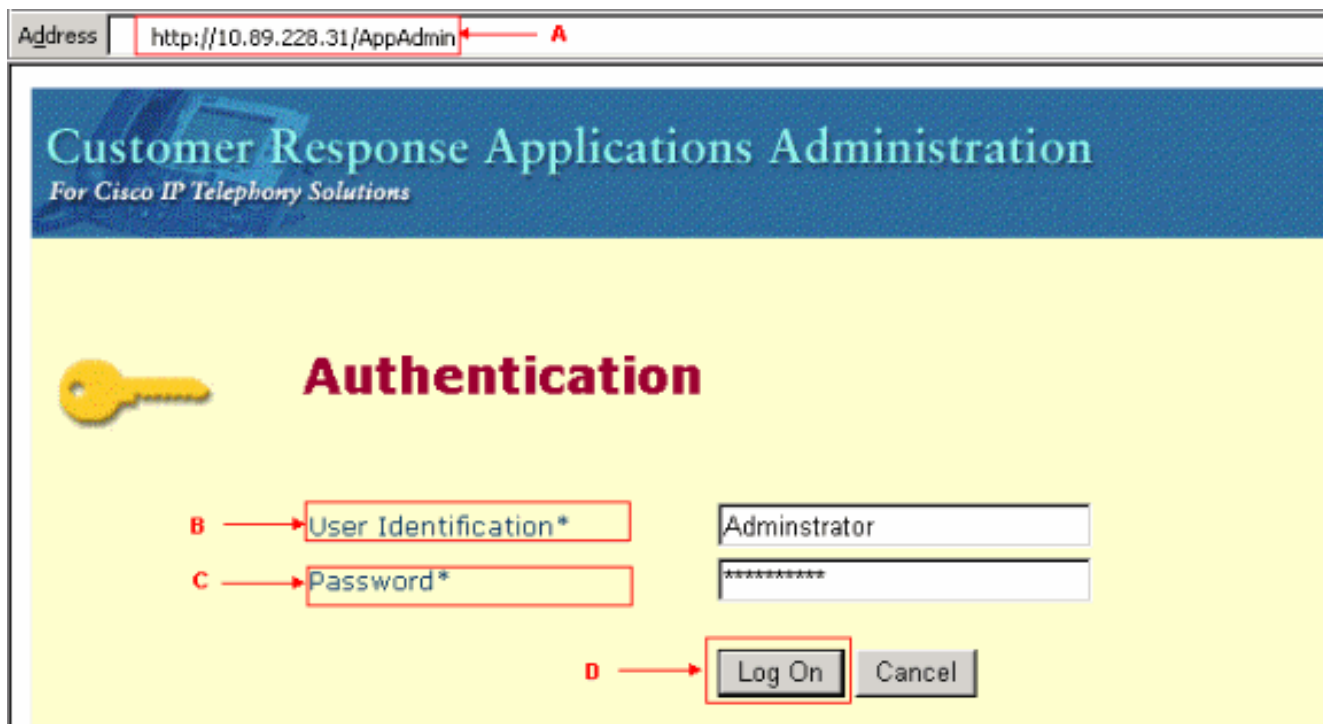 Address http://10.89.228.31/AppAdmin A
Customer Response Applications Administration
For Cisco IP Telephony Solutions
Authentication
B User Identification* Adminstrator
C Password* **********
D Log On Cancel